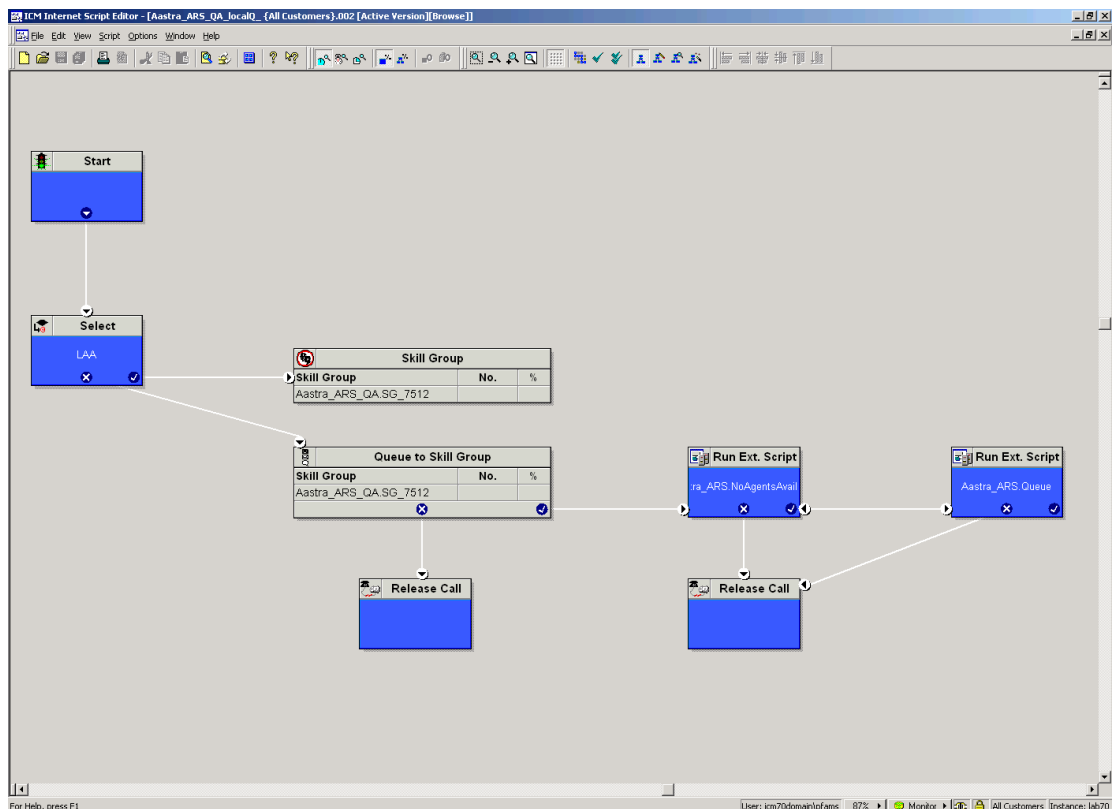 ICM Internet Script Editor - [Aastra_ARS_QA_localQ_ {All Customers}.002 [Active Version][Browse]]
File Edit View Script Options Window Help
Start
Select
LAA
Skill Group
Skill Group No. %
Aastra_ARS_QA.SG_7512
Queue to Skill Group
Skill Group No. %
Aastra_ARS_QA.SG_7512
Run Ext. Script
:ra_ARS.NoAgentsAvail
Run Ext. Script
Aastra_ARS.Queue
Release Call
Release Call
For Help, press F1
User: icm70domain\pfams 87% Monitor All Customers Instance: lab70